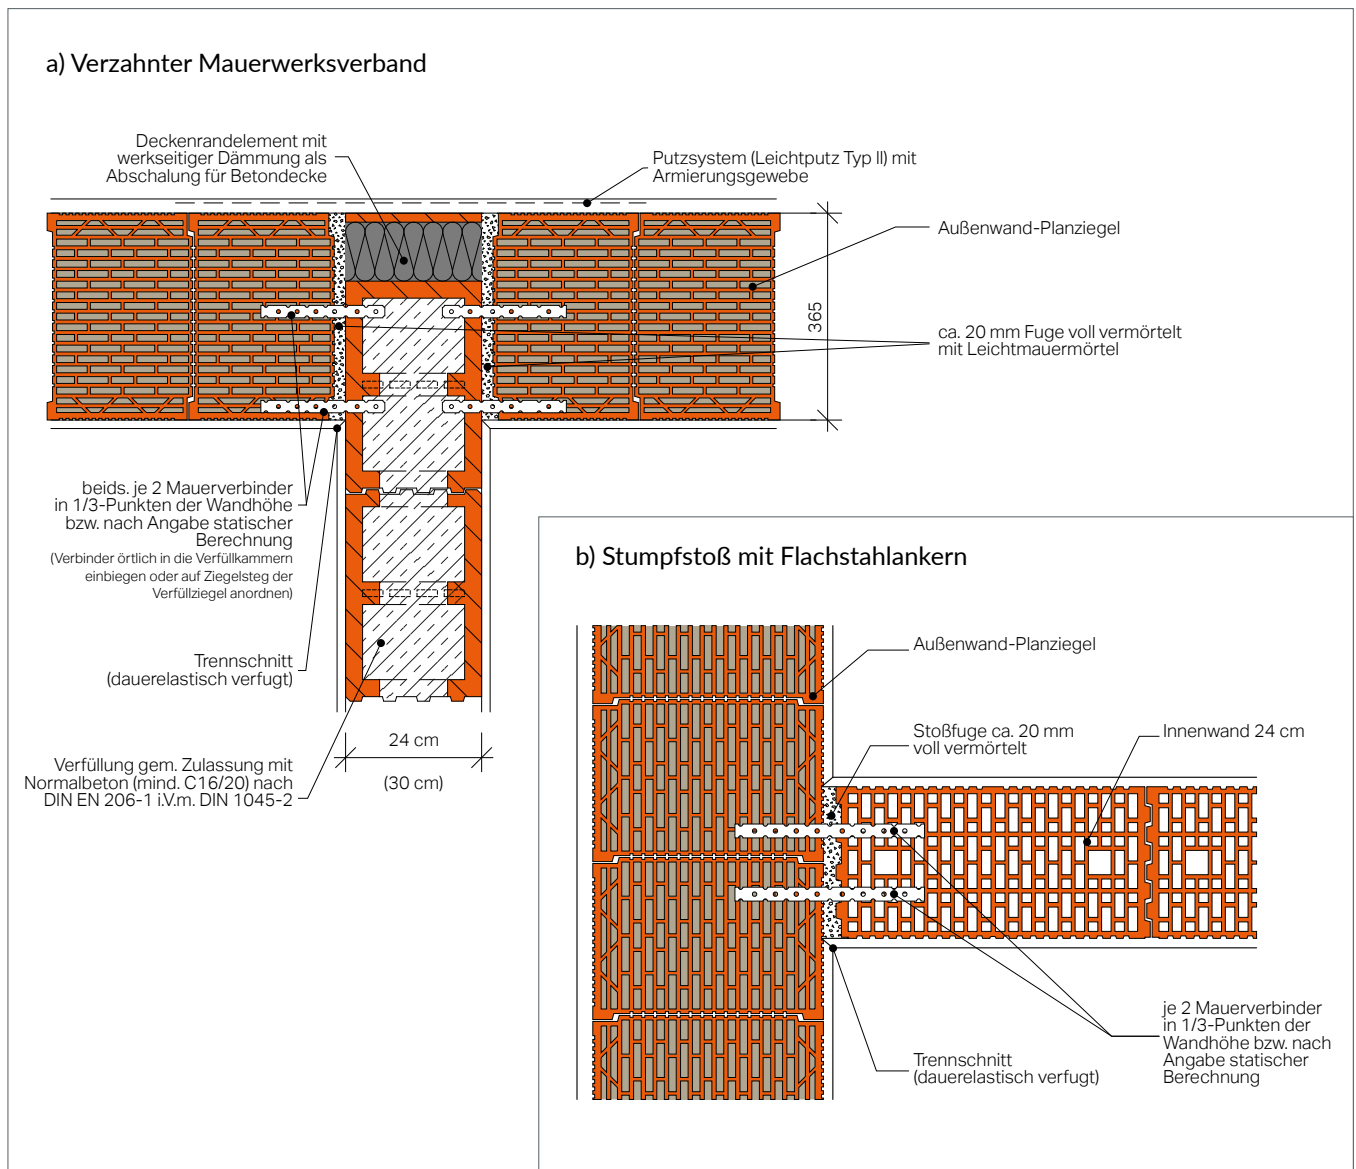 a) Verzahnter Mauerwerksverband
Deckenrandelement mit
werkseitiger Dämmung als
Abschalung für Betondecke
Putzsystem (Leichtputz Typ II) mit
Armierungsgewebe
Außenwand-Planziegel
365
ca. 20 mm Fuge voll vermörtelt
mit Leichtmauermörtel
beids. je 2 Mauerverbinder
in 1/3-Punkten der Wandhöhe
bzw. nach Angabe statischer
Berechnung
(Verbinder örtlich in die Verfüllkammern
einbiegen oder auf Ziegelsteg der
Verfüllziegel anordnen)
Trennschnitt
(dauerelastisch verfugt)
24 cm
(30 cm)
Verfüllung gem. Zulassung mit
Normalbeton (mind. C16/20) nach
DIN EN 206-1 i.V.m. DIN 1045-2
b) Stumpfstoß mit Flachstahlankern
Außenwand-Planziegel
Stoßfuge ca. 20 mm
voll vermörtelt
Innenwand 24 cm
je 2 Mauerverbinder
in 1/3-Punkten der
Wandhöhe bzw. nach
Angabe statischer
Berechnung
Trennschnitt
(dauerelastisch verfugt)